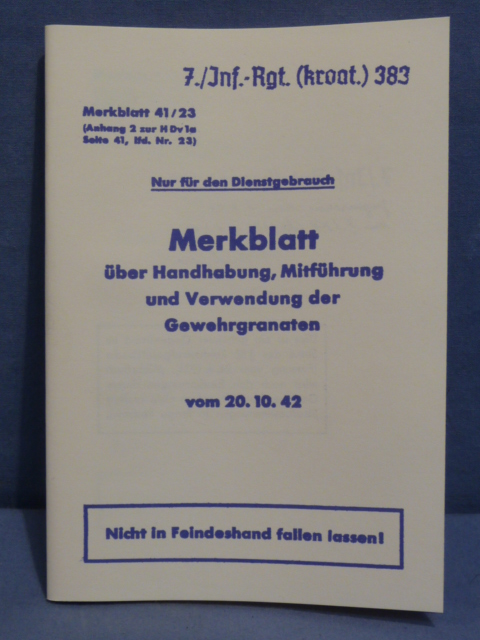 7./Inf.-Rgt. (kroat.) 383
Merkblatt 41/23
(Anhang 2 zur H Dv 1a
Seite 41, lfd. Nr. 23)
Nur für den Dienstgebrauch
Merkblatt
über Handhabung, Mitführung
und Verwendung der
Gewehrgranaten
vom 20. 10. 42
Nicht in Feindeshand fallen lassen!